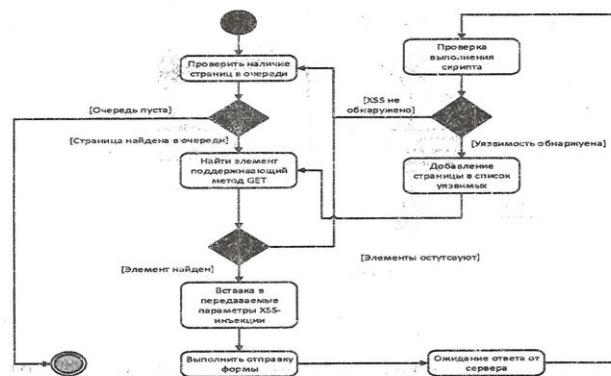 Проверить наличие
страниц в очереди
[Очередь пуста]
[Страница найдена в очереди]
Найти элемент
поддерживающий
метод GET
[Элемент найден]
[Элементы остутсвуют]
Вставка в
передаваемые
параметры XSS-
инъекции
Выполнить отправку
формы
Ожидание ответа от
сервера
Проверка
выполнения
скрипта
[XSS не
обнаружено]
[Уязвимость обнаржуена]
Добавление
страницы в список
уязвимых